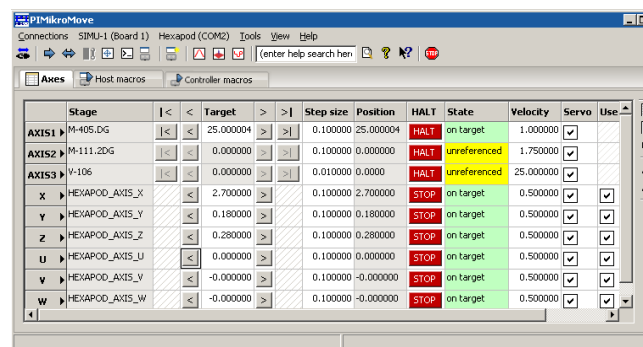 PIMikroMove
Connections SIMU-1 (Board 1) Hexapod (COM2) Tools View Help
(enter help search her STOP
Axes Host macros Controller macros
Stage |< < Target > >| Step size Position HALT State Velocity Servo Use
AXIS1 M-405.DG |< < 25.000004 > >| 0.100000 25.000004 HALT on target 1.000000
AXIS2 M-111.2DG |< < 0.000000 > >| 0.100000 0.0000000 HALT unreferenced 1.750000
AXIS3 V-106 |< < 0.000000 > >| 0.010000 0.0000 HALT unreferenced 25.000000
X HEXAPOD_AXIS_X < 2.700000 > 0.100000 2.700000 STOP on target 0.500000
Y HEXAPOD_AXIS_Y < 0.180000 > 0.100000 0.180000 STOP on target 0.500000
Z HEXAPOD_AXIS_Z < 0.280000 > 0.100000 0.280000 STOP on target 0.500000
U HEXAPOD_AXIS_U < 0.000000 > 0.100000 0.000000 STOP on target 0.500000
V HEXAPOD_AXIS_V < -0.000000 > 0.100000 -0.000000 STOP on target 0.500000
W HEXAPOD_AXIS_W < -0.000000 > 0.100000 -0.000000 STOP on target 0.500000